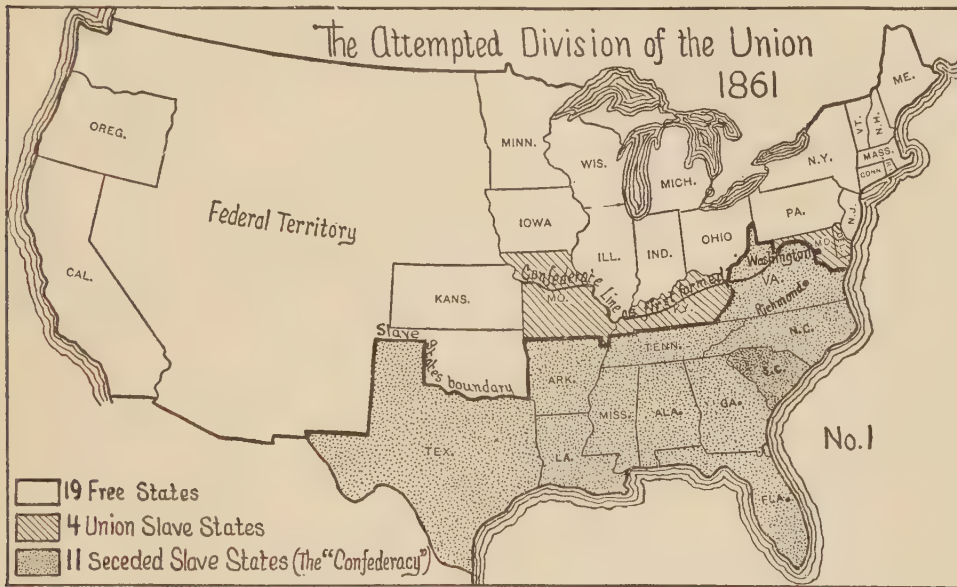 The Attempted Division of the Union
1861
ME.
VT.
N.H.
MASS.
CONN
N.Y.
N.J.
PA.
MD.
OREG.
MINN.
WIS.
MICH.
Federal Territory
IOWA
ILL.
IND.
OHIO
CAL.
KANS.
MO.
KY.
VA.
Washington
Confederate Line as first formed
Richmond
Slave States boundary
TENN.
N.C.
S.C.
ARK.
MISS.
ALA.
GA.
TEX.
LA.
FLA.
No.1
19 Free States
4 Union Slave States
11 Seceded Slave States (The "Confederacy")